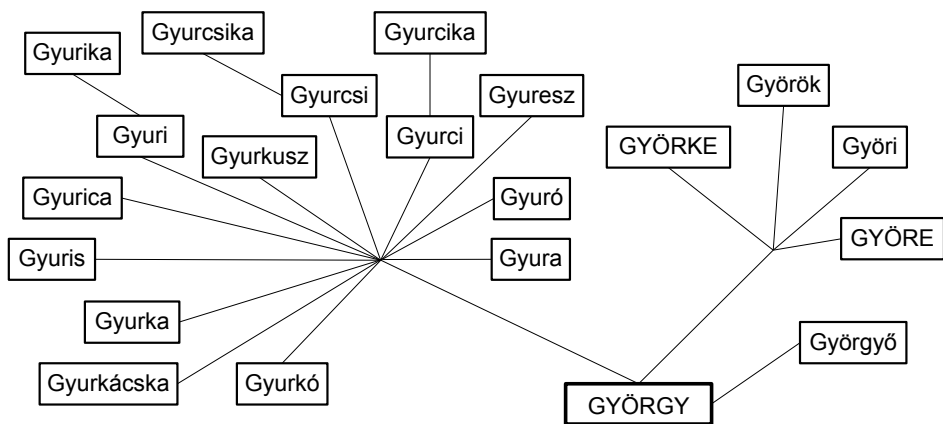 Gyurcsika
Gyurcika
Gyurika
Györök
Gyurcsi
Gyuresz
Gyuri
Gyurci
GYÖRKE
Gyurkusz
Györi
Gyurica
Gyuró
GYÖRE
Gyuris
Gyura
Gyurka
Györgyő
Gyurkácska
Gyurkó
GYÖRGY